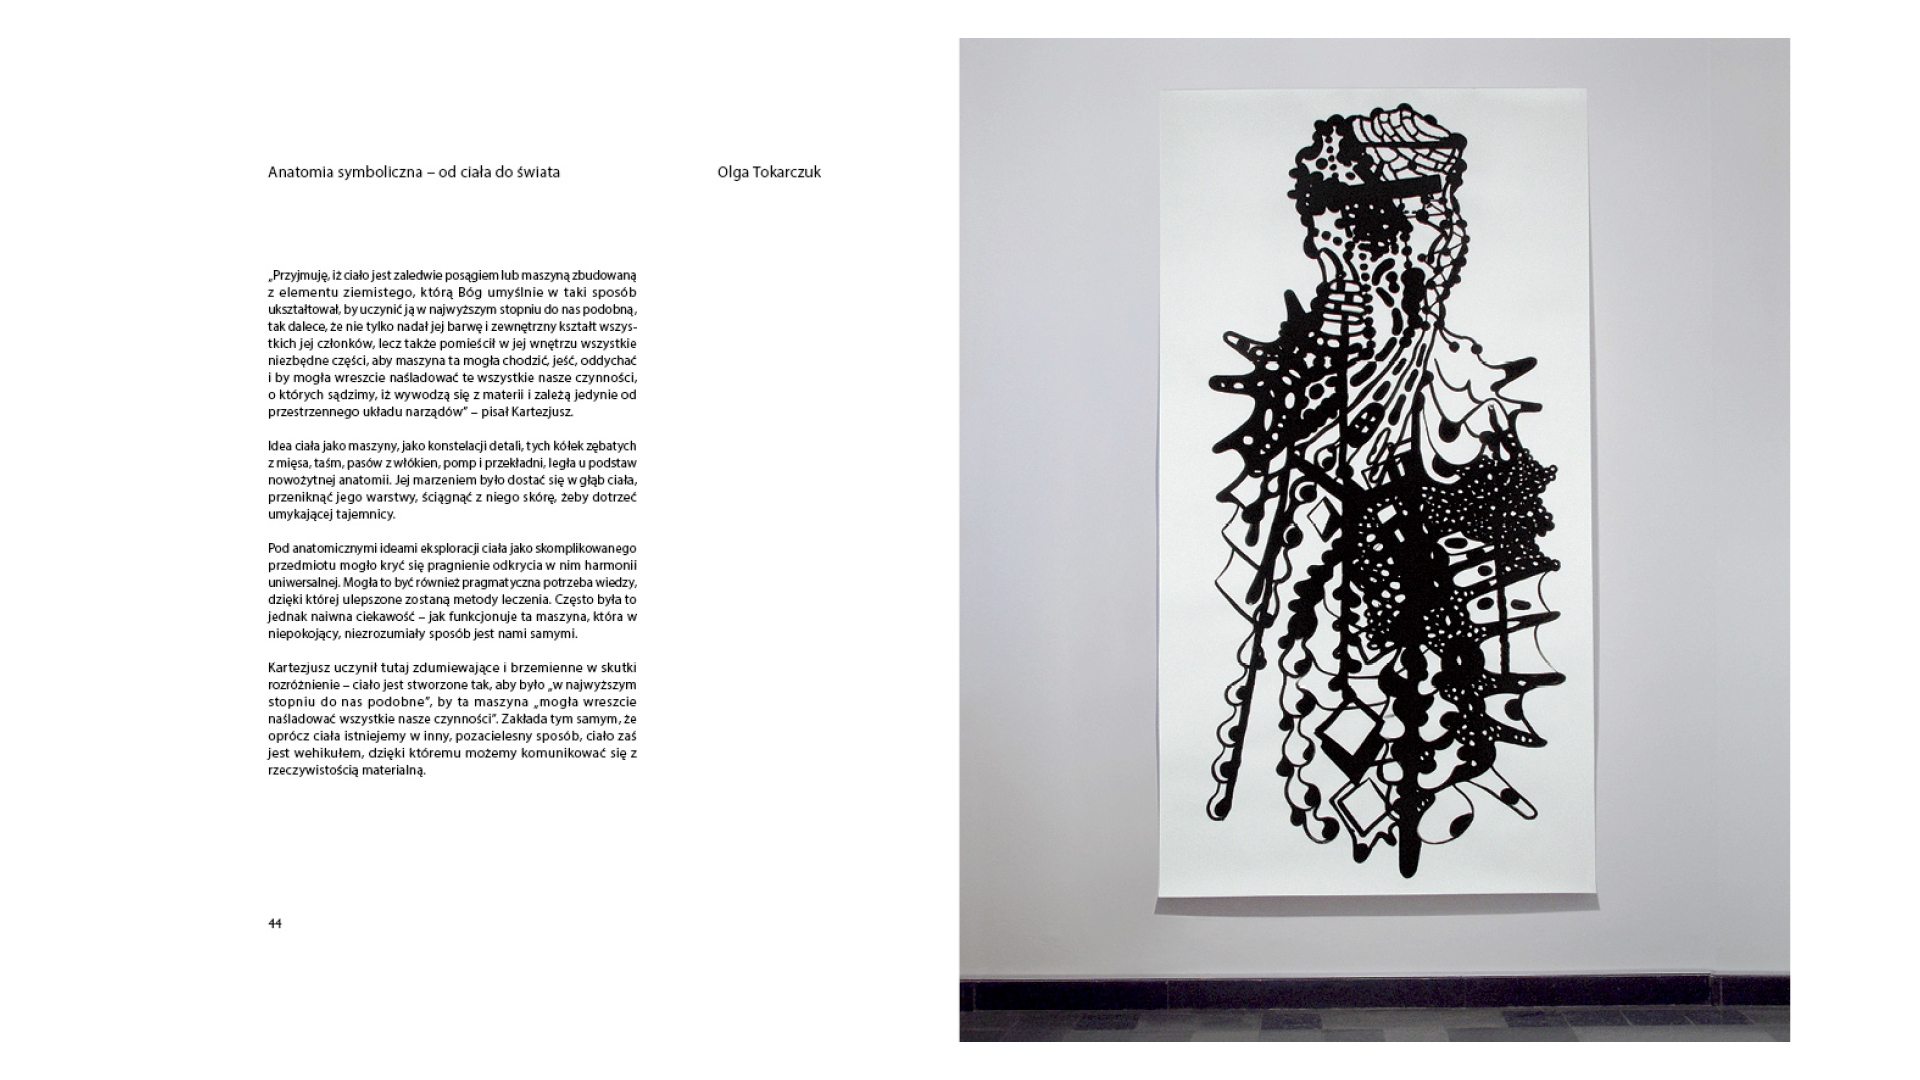 Anatomia symboliczna – od ciała do świata
Olga Tokarczuk
„Przyjmuję, iż ciało jest zaledwie posągiem lub maszyną zbudowaną
z elementu ziemistego, którą Bóg umyślnie w taki sposób
ukształtował, by uczynić ją w najwyższym stopniu do nas podobną,
tak dalece, że nie tylko nadał jej barwę i zewnętrzny kształt wszys-
tkich jej członków, lecz także pomieścił w jej wnętrzu wszystkie
niezbędne części, aby maszyna ta mogła chodzić, jeść, oddychać
i by mogła wreszcie naśladować te wszystkie nasze czynności,
o których sądzimy, iż wywodzą się z materii i zależą jedynie od
przestrzennego układu narządów” – pisał Kartezjusz.
Idea ciała jako maszyny, jako konstelacji detali, tych kółek zębatych
z mięsa, taśm, pasów z włókien, pomp i przekładni, legła u podstaw
nowożytnej anatomii. Jej marzeniem było dostać się w głąb ciała,
przeniknąć jego warstwy, ściągnąć z niego skórę, żeby dotrzeć
umykającej tajemnicy.
Pod anatomicznymi ideami eksploracji ciała jako skomplikowanego
przedmiotu mogło kryć się pragnienie odkrycia w nim harmonii
uniwersalnej. Mogła to być również pragmatyczna potrzeba wiedzy,
dzięki której ulepszone zostaną metody leczenia. Często była to
jednak naiwna ciekawość – jak funkcjonuje ta maszyna, która w
niepokojący, niezrozumiały sposób jest nami samymi.
Kartezjusz uczynił tutaj zdumiewające i brzemienne w skutki
rozróżnienie – ciało jest stworzone tak, aby było „w najwyższym
stopniu do nas podobne”, by ta maszyna „mogła wreszcie
naśladować wszystkie nasze czynności”. Zakłada tym samym, że
oprócz ciała istniejemy w inny, pozacielesny sposób, ciało zaś
jest wehikułem, dzięki któremu możemy komunikować się z
rzeczywistością materialną.
44